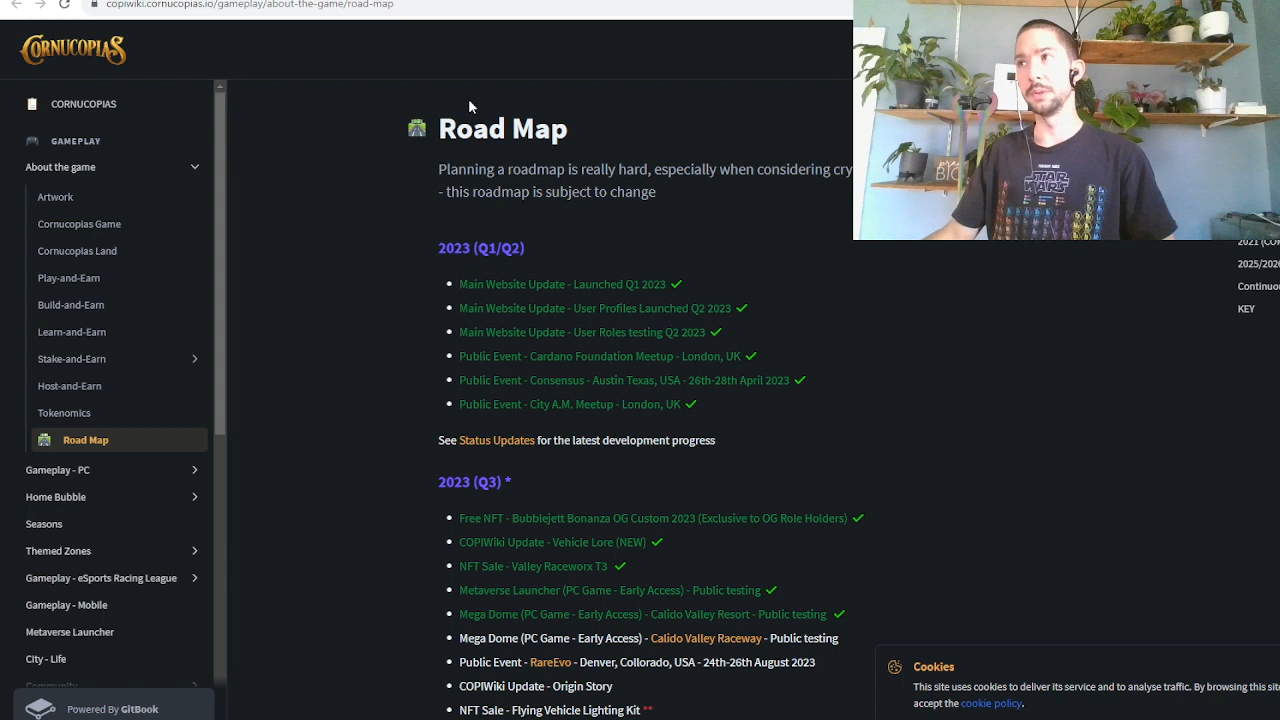 copiwiki.cornucopias.io/gameplay/about-the-game/road-map
CORNUCOPIAS
CORNUCOPIAS
GAMEPLAY
About the game
Artwork
Cornucopias Game
Cornucopias Land
Play-and-Earn
Build-and-Earn
Learn-and-Earn
Stake-and-Earn
Host-and-Earn
Tokenomics
Road Map
Gameplay - PC
Home Bubble
Seasons
Themed Zones
Gameplay - eSports Racing League
Gameplay - Mobile
Metaverse Launcher
City - Life
Community
Powered By GitBook
Road Map
Planning a roadmap is really hard, especially when considering cry
- this roadmap is subject to change
2023 (Q1/Q2)
Main Website Update - Launched Q1 2023
Main Website Update - User Profiles Launched Q2 2023
Main Website Update - User Roles testing Q2 2023
Public Event - Cardano Foundation Meetup - London, UK
Public Event - Consensus - Austin Texas, USA - 26th-28th April 2023
Public Event - City A.M. Meetup - London, UK
See Status Updates for the latest development progress
2023 (Q3) *
Free NFT - Bubblejett Bonanza OG Custom 2023 (Exclusive to OG Role Holders)
COPIWiki Update - Vehicle Lore (NEW)
NFT Sale - Valley Raceworx T3
Metaverse Launcher (PC Game - Early Access) - Public testing
Mega Dome (PC Game - Early Access) - Calido Valley Resort - Public testing
Mega Dome (PC Game - Early Access) - Calido Valley Raceway - Public testing
Public Event - RareEvo - Denver, Collorado, USA - 24th-26th August 2023
COPIWiki Update - Origin Story
NFT Sale - Flying Vehicle Lighting Kit **
STAR
WARS
2025/2026
Continuou
KEY
Cookies
This site uses cookies to deliver its service and to analyse traffic. By browsing this site
accept the cookie policy.